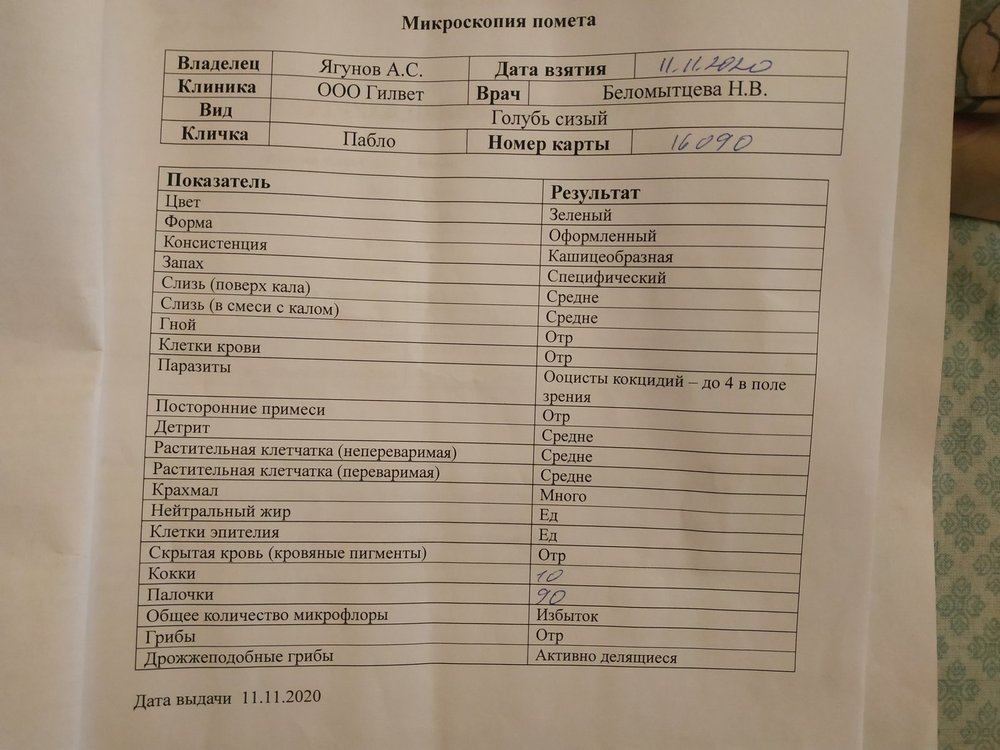 Микроскопия помета
Владелец Ягунов А.С. Дата взятия 11.11.2020
Клиника ООО Гилвет Врач Беломытцева Н.В.
Вид Голубь сизый
Кличка Пабло Номер карты 16090
Показатель Результат
Цвет Зеленый
Форма Оформленный
Консистенция Кашицеобразная
Запах Специфический
Слизь (поверх кала) Средне
Слизь (в смеси с калом) Средне
Гной Отр
Клетки крови Отр
Паразиты Ооцисты кокцидий – до 4 в поле
зрения
Посторонние примеси Отр
Детрит Средне
Растительная клетчатка (непереваримая) Средне
Растительная клетчатка (переваримая) Средне
Крахмал Много
Нейтральный жир Ед
Клетки эпителия Ед
Скрытая кровь (кровяные пигменты) Отр
Кокки 10
Палочки 90
Общее количество микрофлоры Избыток
Грибы Отр
Дрожжеподобные грибы Активно делящиеся
Дата выдачи 11.11.2020